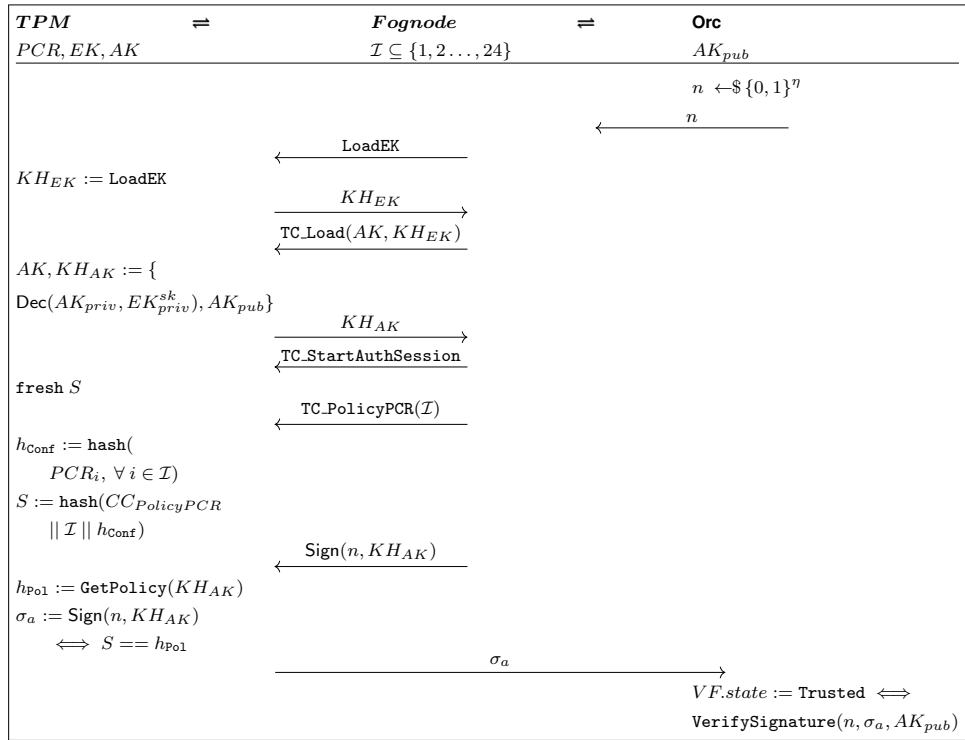 TPM ⇌ Fognode ⇌ Orc
PCR, EK, AK I ⊆ {1, 2 . . . , 24} AK_pub
n ←$ {0, 1}^η
n
LoadEK
KH_EK := LoadEK
KH_EK
TC_Load(AK, KH_EK)
AK, KH_AK := {
Dec(AK_priv, EK^sk_priv), AK_pub}
KH_AK
TC_StartAuthSession
fresh S
TC_PolicyPCR(I)
h_Conf := hash(
PCR_i, ∀ i ∈ I)
S := hash(CC_PolicyPCR
|| I || h_Conf)
Sign(n, KH_AK)
h_Pol := GetPolicy(KH_AK)
σ_a := Sign(n, KH_AK)
⟺ S == h_Pol
σ_a
VF.state := Trusted ⟺
VerifySignature(n, σ_a, AK_pub)